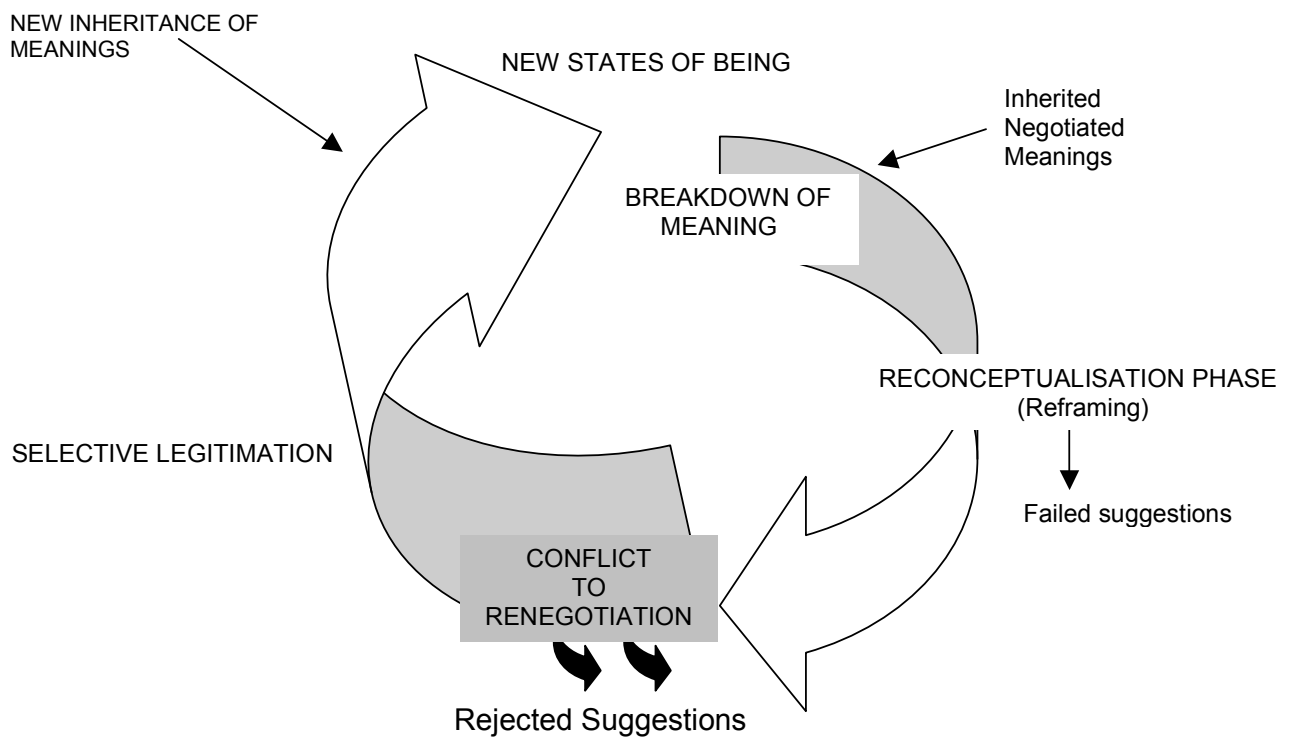 NEW INHERITANCE OF
MEANINGS
NEW STATES OF BEING
Inherited
Negotiated
Meanings
BREAKDOWN OF
MEANING
RECONCEPTUALISATION PHASE
(Reframing)
SELECTIVE LEGITIMATION
Failed suggestions
CONFLICT
TO
RENEGOTIATION
Rejected Suggestions